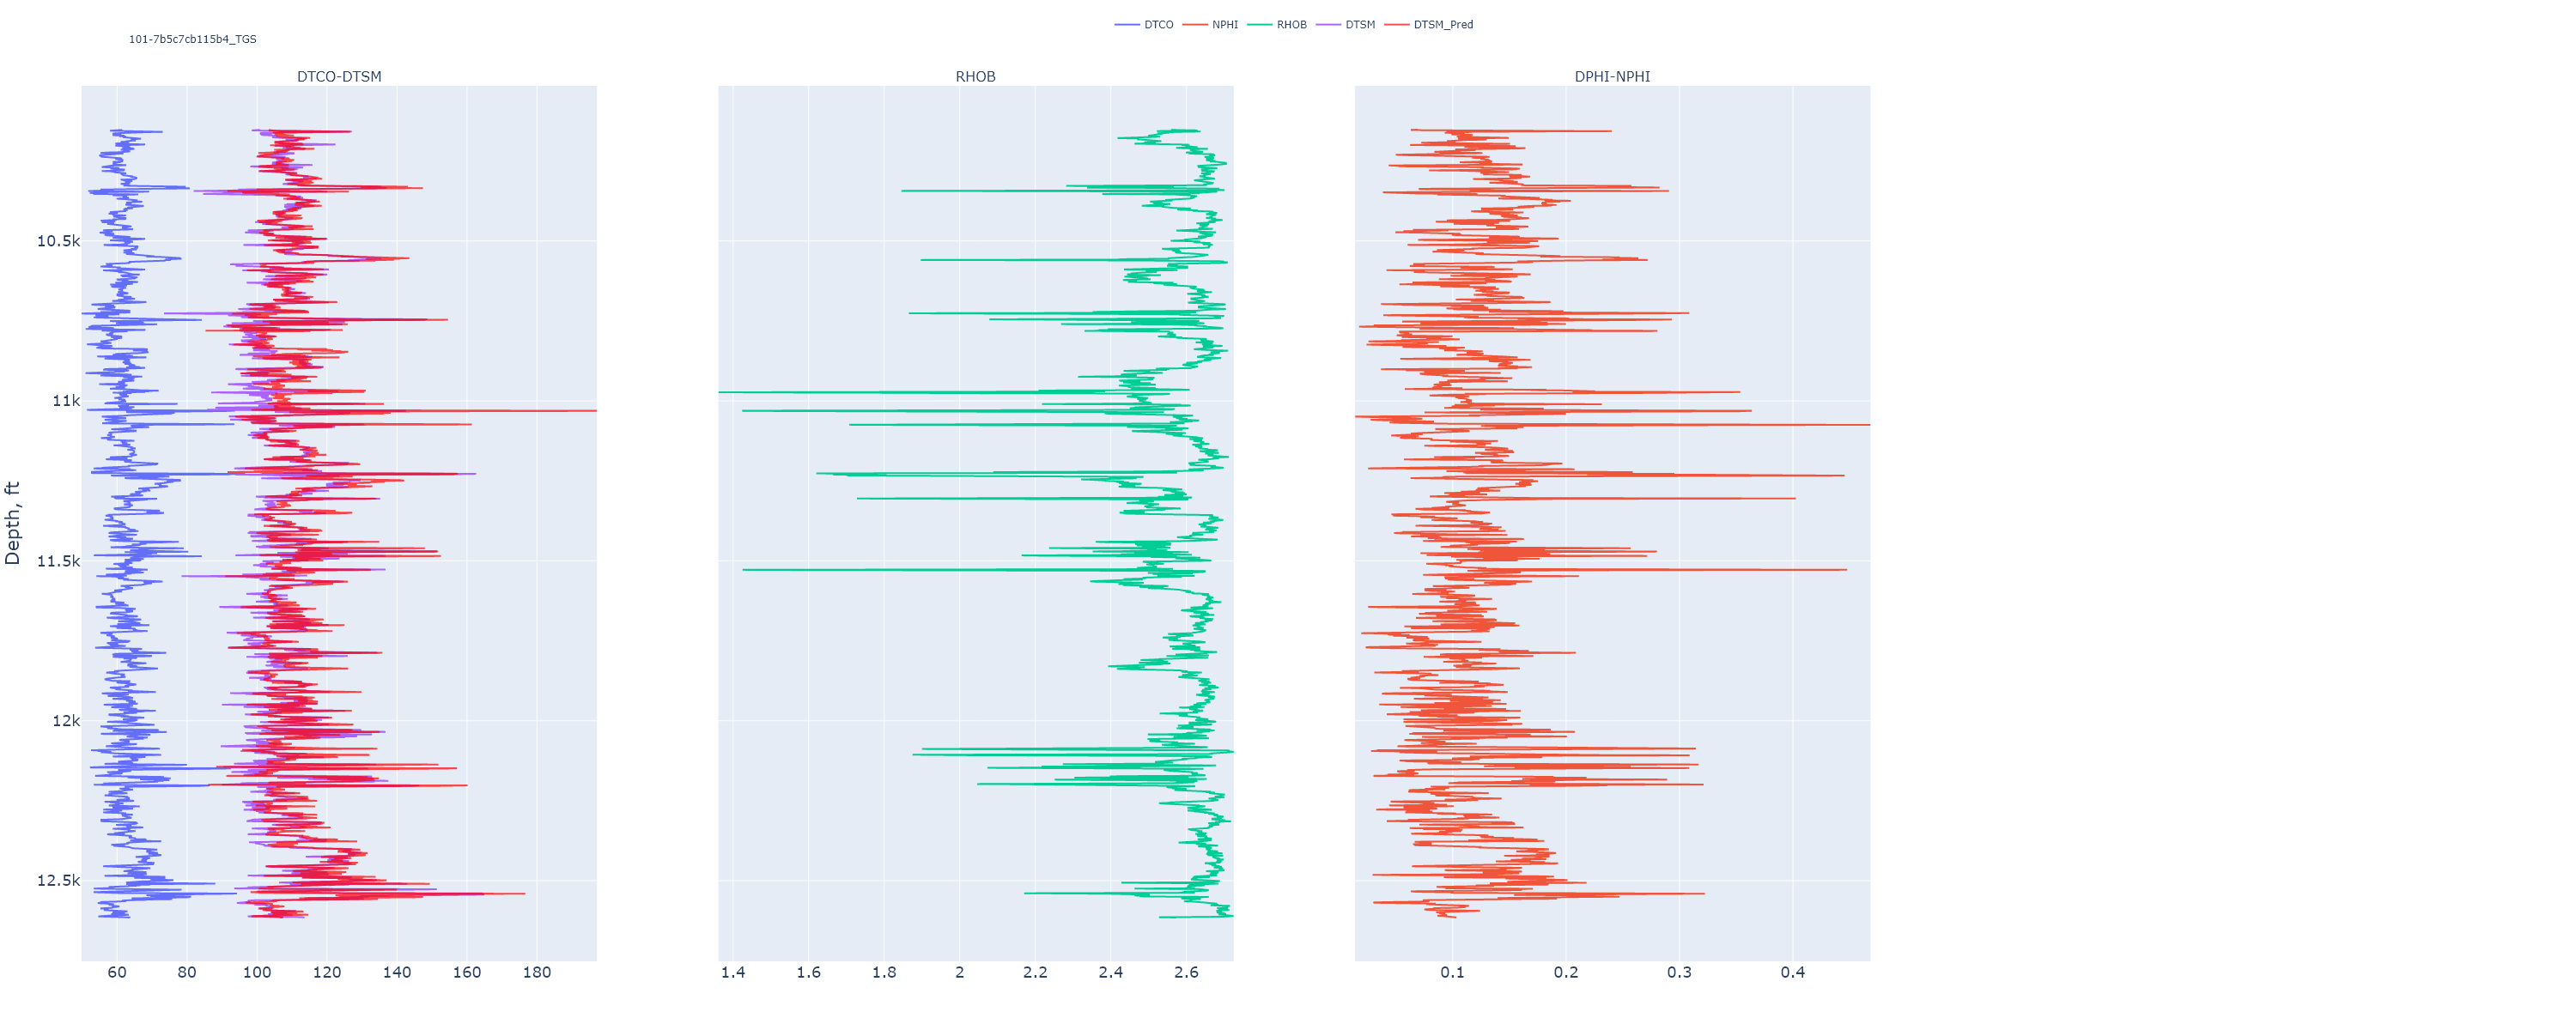 DTCO NPHI RHOB DTSM DTSM_Pred
101-7b5c7cb115b4_TGS
DTCO-DTSM RHOB DPHI-NPHI
Depth, ft
10.5k
11k
11.5k
12k
12.5k
60 80 100 120 140 160 180
1.4 1.6 1.8 2 2.2 2.4 2.6
0.1 0.2 0.3 0.4